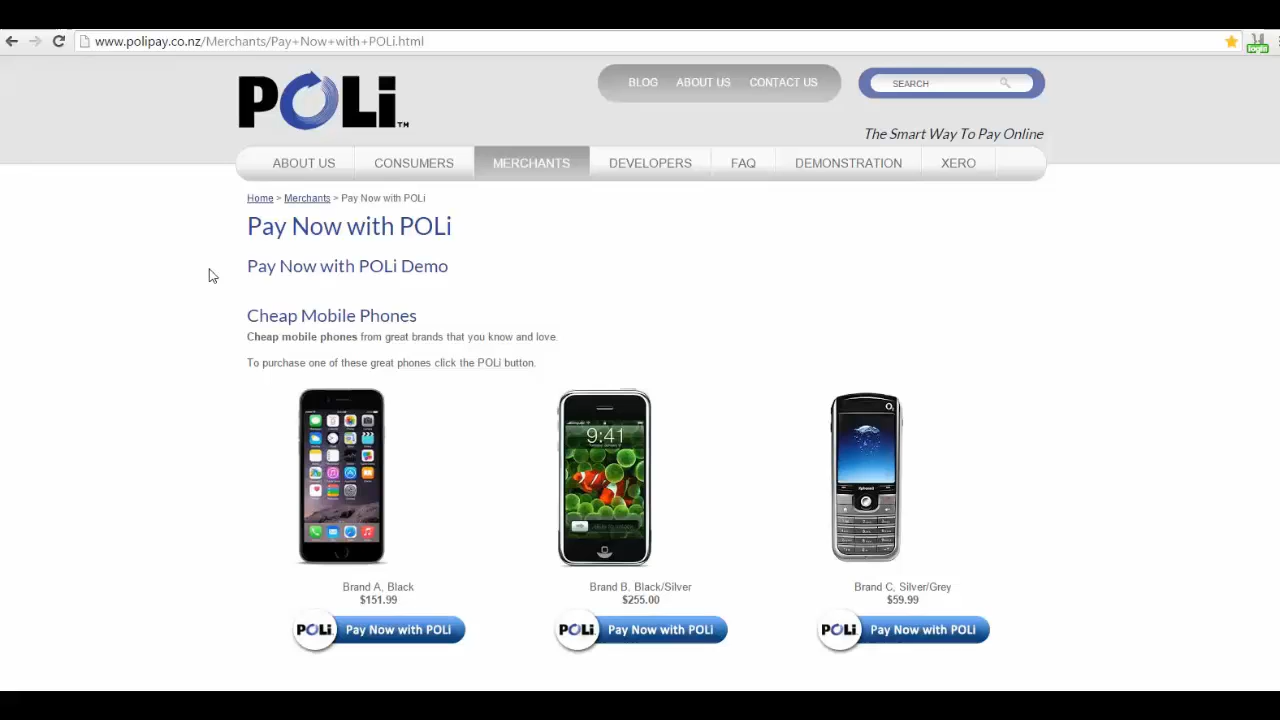 www.polipay.co.nz/Merchants/Pay+Now+with+POLi.html
login
POLi™
BLOG ABOUT US CONTACT US
SEARCH
The Smart Way To Pay Online
ABOUT US CONSUMERS MERCHANTS DEVELOPERS FAQ DEMONSTRATION XERO
Home > Merchants > Pay Now with POLi
Pay Now with POLi
Pay Now with POLi Demo
Cheap Mobile Phones
Cheap mobile phones from great brands that you know and love.
To purchase one of these great phones click the POLi button.
9:41
O2
Brand A, Black
$151.99
POLi Pay Now with POLi
Brand B, Black/Silver
$255.00
POLi Pay Now with POLi
Brand C, Silver/Grey
$59.99
POLi Pay Now with POLi